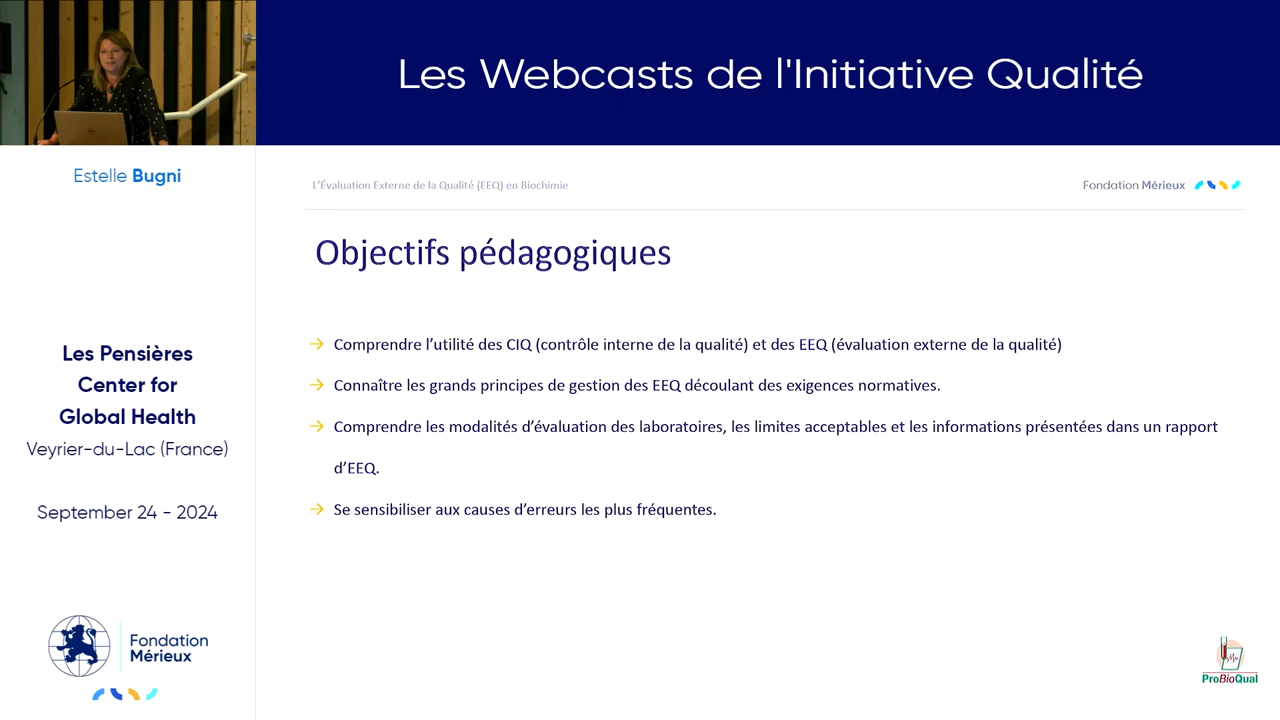 Les Webcasts de l'Initiative Qualité
Estelle Bugni
Les Pensières
Center for
Global Health
Veyrier-du-Lac (France)
September 24 - 2024
Fondation
Mérieux
L'Évaluation Externe de la Qualité (EEQ) en Biochimie
Fondation Mérieux
Objectifs pédagogiques
→ Comprendre l'utilité des CIQ (contrôle interne de la qualité) et des EEQ (évaluation externe de la qualité)
→ Connaître les grands principes de gestion des EEQ découlant des exigences normatives.
→ Comprendre les modalités d'évaluation des laboratoires, les limites acceptables et les informations présentées dans un rapport
d'EEQ.
→ Se sensibiliser aux causes d'erreurs les plus fréquentes.
ProBioQual